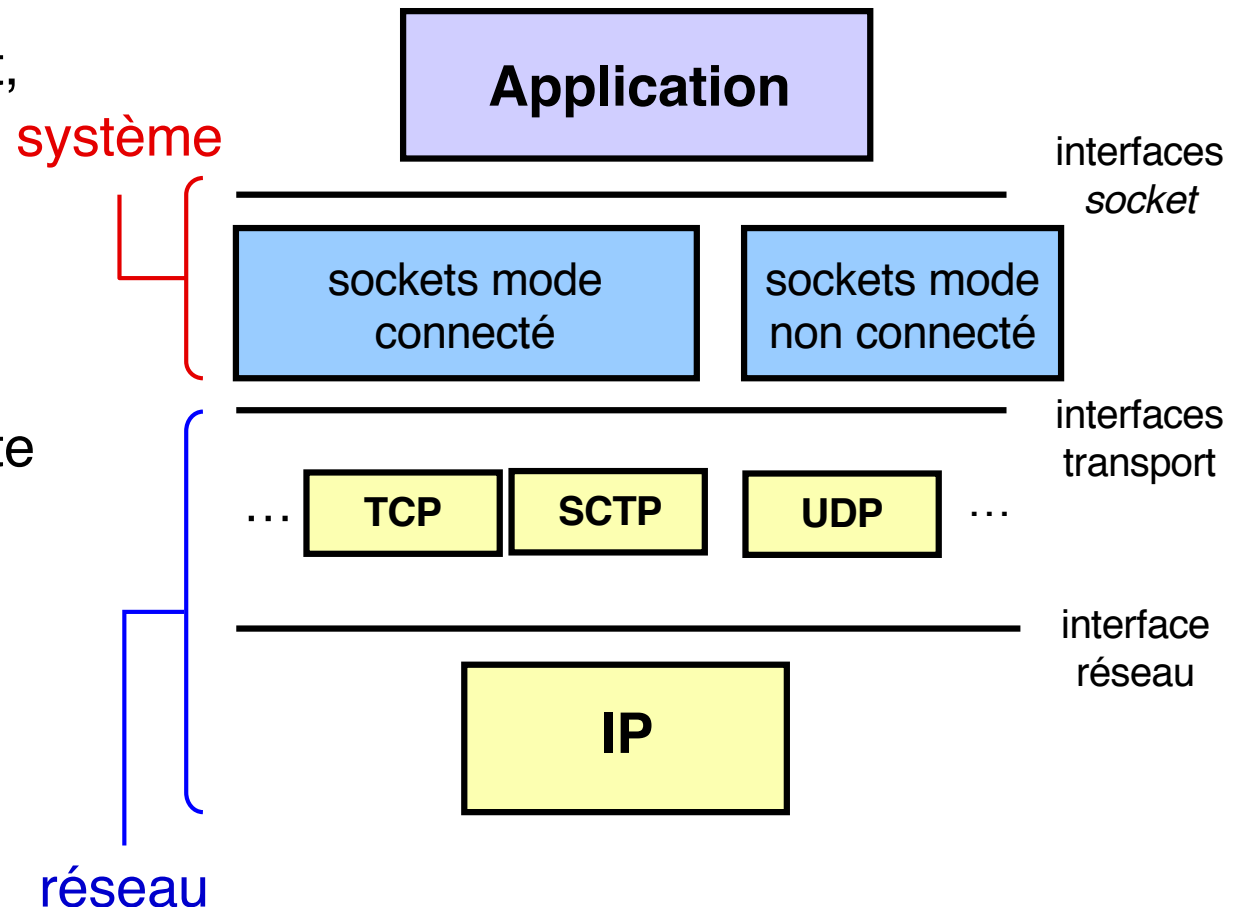 t,
Application
système
interfaces
socket
sockets mode
connecté
sockets mode
non connecté
interfaces
transport
te
... TCP SCTP UDP ...
interface
réseau
IP
réseau